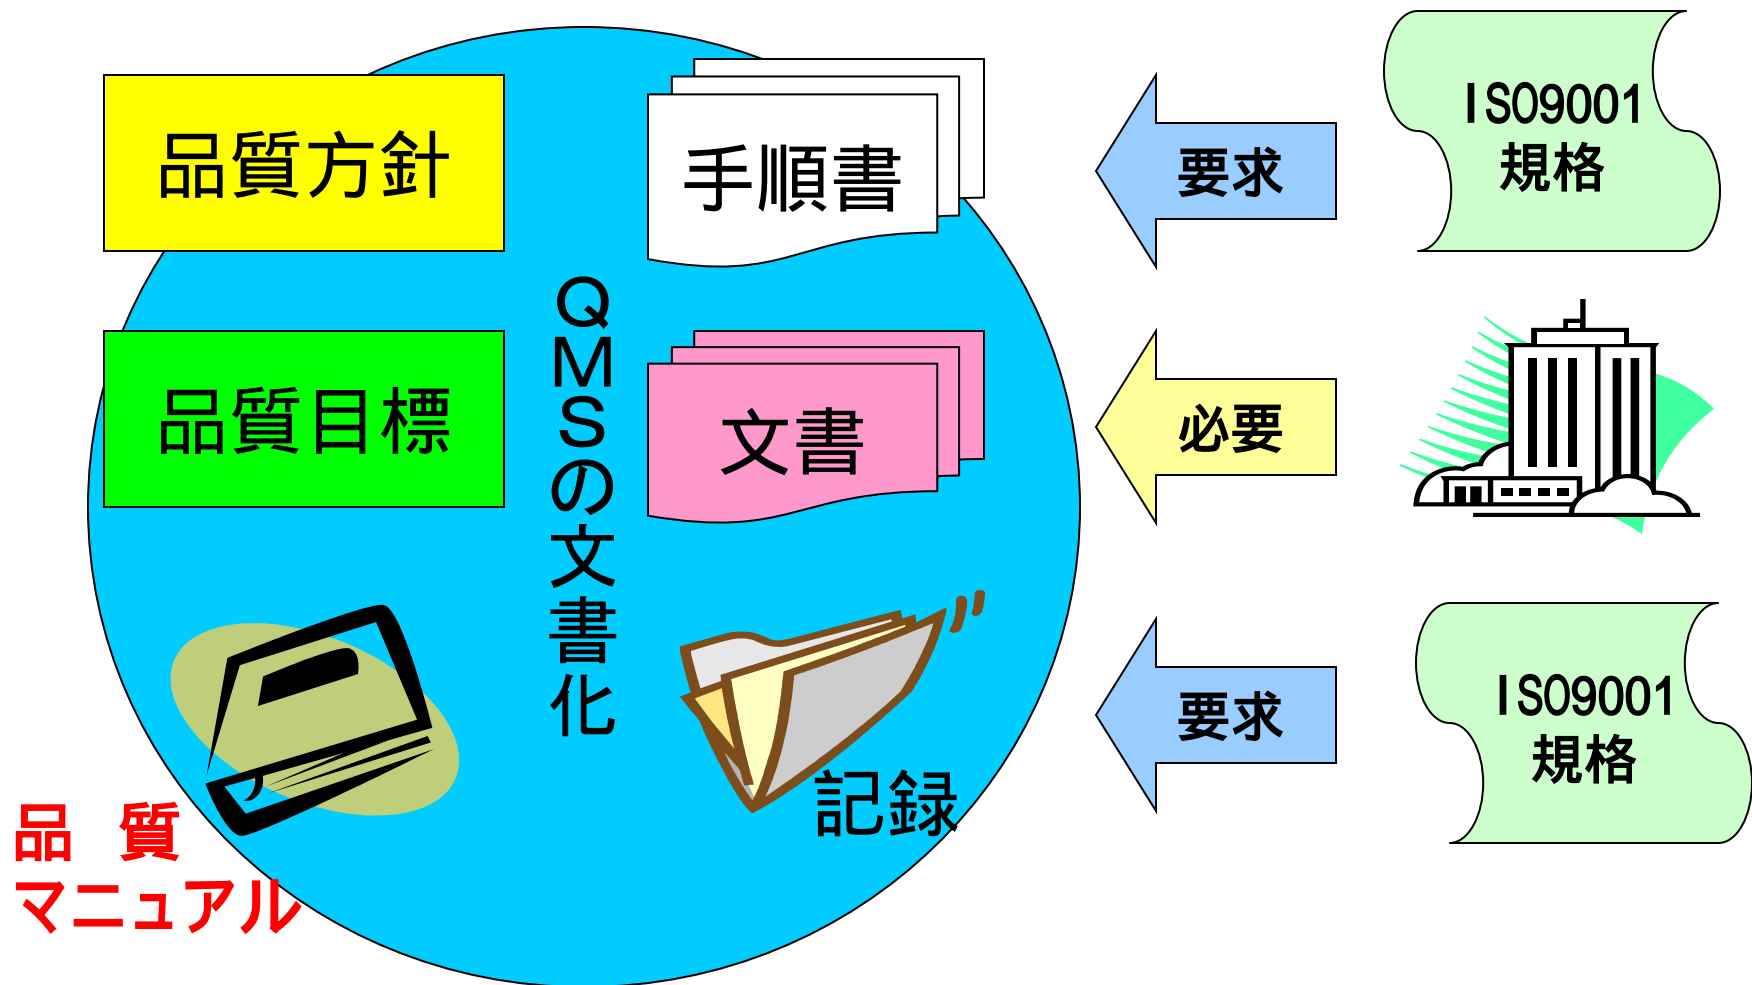 品質方針
手順書
要求
ISO9001
規格
QMSの文書化
品質目標
文書
必要
記録
要求
ISO9001
規格
品 質
マニュアル